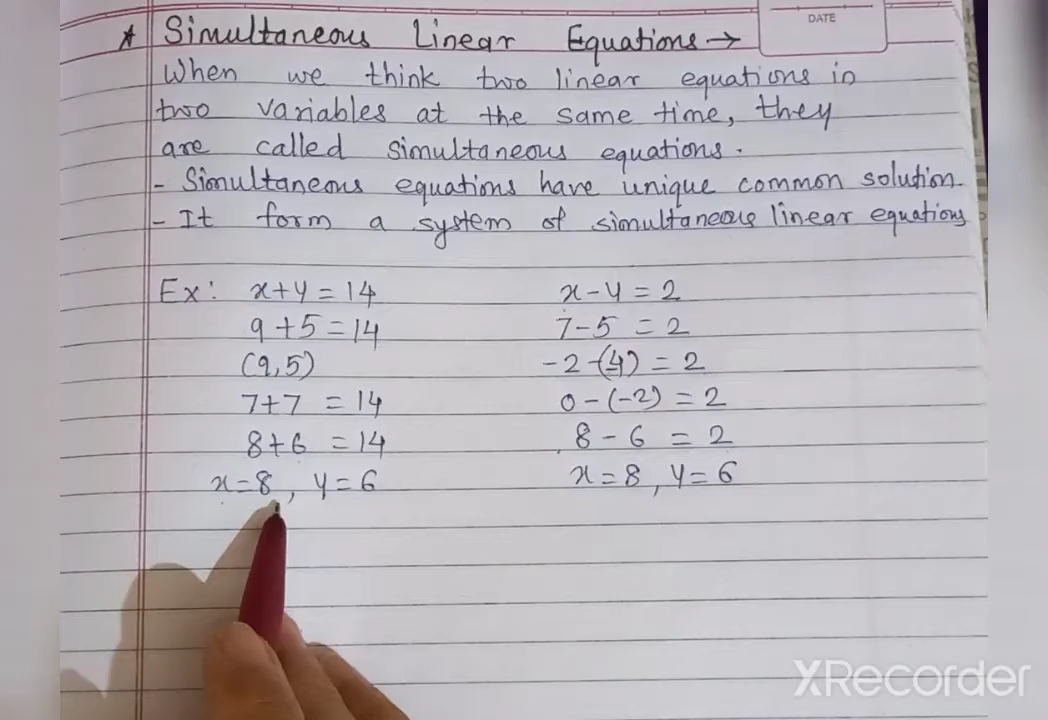 DATE
* Simultaneous Linear Equations →
When we think two linear equations in
two variables at the same time, they
are called simultaneous equations.
- Simultaneous equations have unique common solution.
- It form a system of simultaneous linear equations
Ex: x+y = 14 x-y = 2
9+5 = 14 7-5 = 2
(9,5) -2-(4) = 2
7+7 = 14 0-(-2) = 2
8+6 = 14 8-6 = 2
x=8, y=6 x=8, y=6
XRecorder